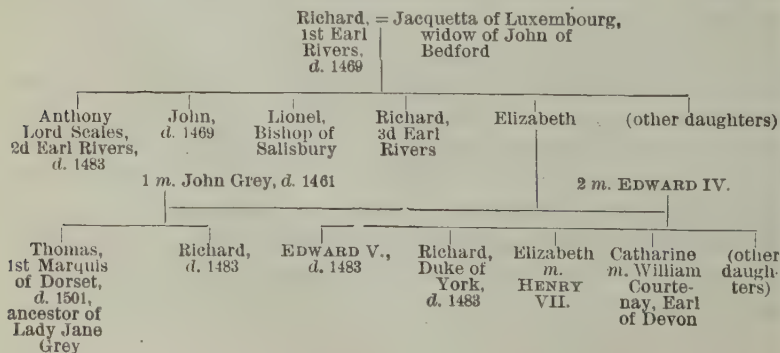 Richard, = Jacquetta of Luxembourg,
1st Earl widow of John of
Rivers, Bedford
d. 1469
Anthony John, Lionel, Richard, Elizabeth (other daughters)
Lord Scales, d. 1469 Bishop of 3d Earl
2d Earl Rivers, Salisbury Rivers
d. 1483
1 m. John Grey, d. 1461 2 m. EDWARD IV.
Thomas, Richard, EDWARD V., Richard, Elizabeth Catharine (other
1st Marquis d. 1483 d. 1483 Duke of m. m. William daugh-
of Dorset, York, HENRY Courte- ters)
d. 1501, d. 1483 VII. nay, Earl
ancestor of of Devon
Lady Jane
Grey